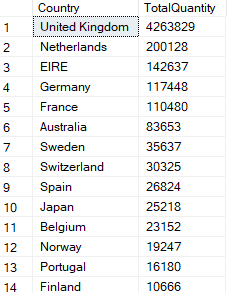 Country TotalQuantity
1 United Kingdom 4263829
2 Netherlands 200128
3 EIRE 142637
4 Germany 117448
5 France 110480
6 Australia 83653
7 Sweden 35637
8 Switzerland 30325
9 Spain 26824
10 Japan 25218
11 Belgium 23152
12 Norway 19247
13 Portugal 16180
14 Finland 10666